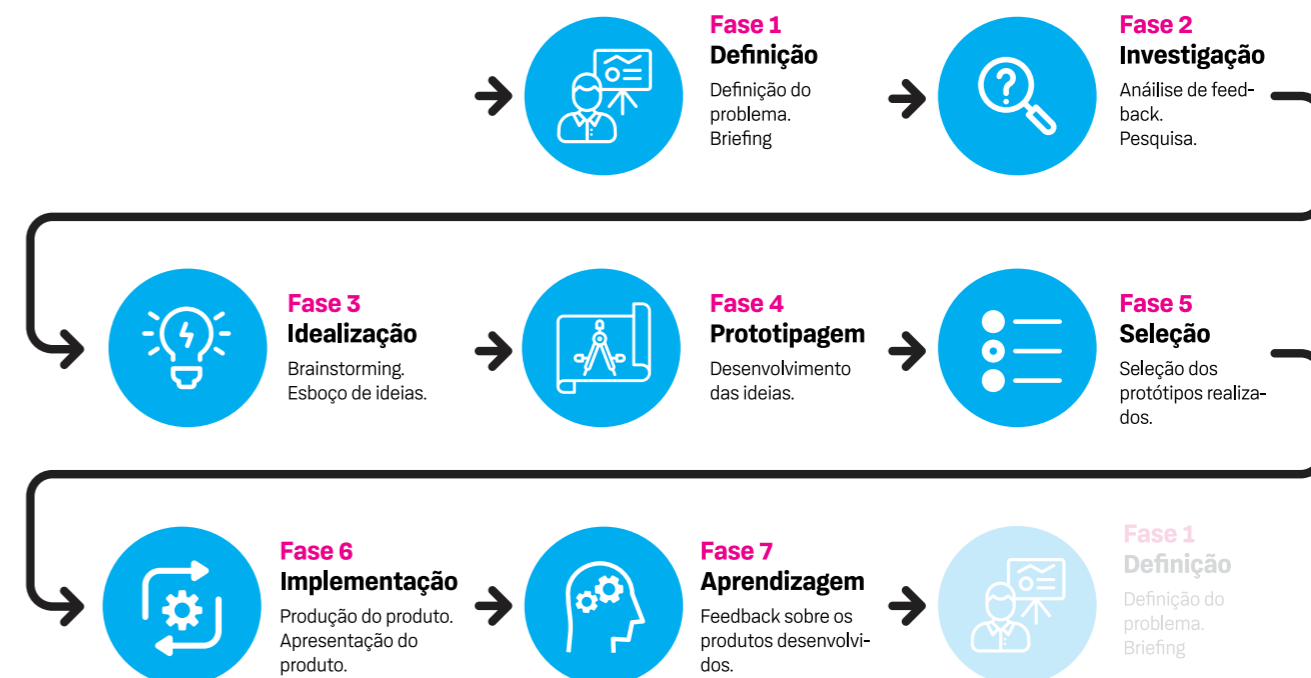 Fase 1
Definição
Definição do
problema.
Briefing
Fase 2
Investigação
Anáilise de feed-
back.
Pesquisa.
Fase 3
Idealização
Brainstorming.
Esboço de ideias.
Fase 4
Prototipagem
Desenvolvimento
das ideias.
Fase 5
Seleção
Seleção dos
protótipos realiza-
dos.
Fase 6
Implementação
Produção do produto.
Apresentação do
produto.
Fase 7
Aprendizagem
Feedback sobre os
produtos desenvolvi-
dos.
Fase 1
Definição
Definição do
problema.
Briefing